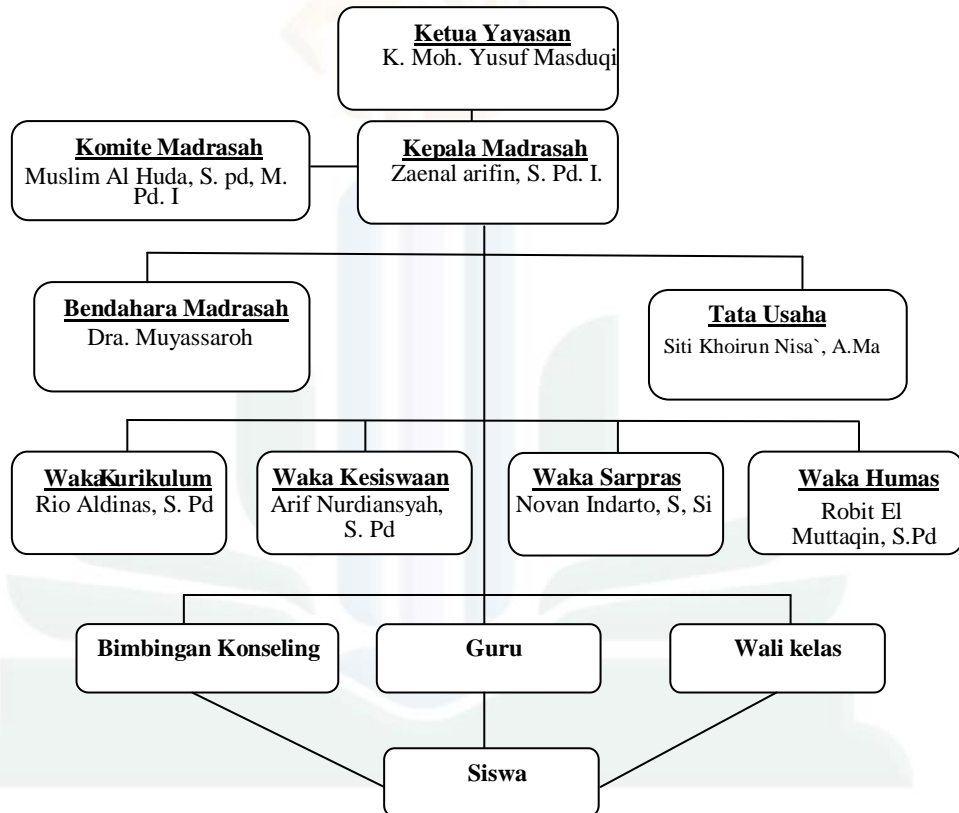 Ketua Yayasan
K. Moh. Yusuf Masduqi
Komite Madrasah
Muslim Al Huda, S. pd, M.
Pd. I
Kepala Madrasah
Zaenal arifin, S. Pd. I.
Bendahara Madrasah
Dra. Muyassaroh
Tata Usaha
Siti Khoirun Nisa`, A.Ma
Waka Kurikulum
Rio Aldinas, S. Pd
Waka Kesiswaan
Arif Nurdiansyah,
S. Pd
Waka Sarpras
Novan Indarto, S, Si
Waka Humas
Robit El
Muttaqin, S.Pd
Bimbingan Konseling
Guru
Wali kelas
Siswa